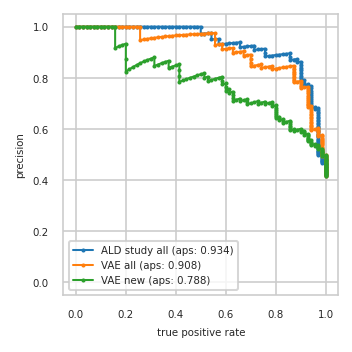 1.0
0.8
0.6
0.4
0.2
0.0
precision
ALD study all (aps: 0.934)
VAE all (aps: 0.908)
VAE new (aps: 0.788)
0.0 0.2 0.4 0.6 0.8 1.0
true positive rate